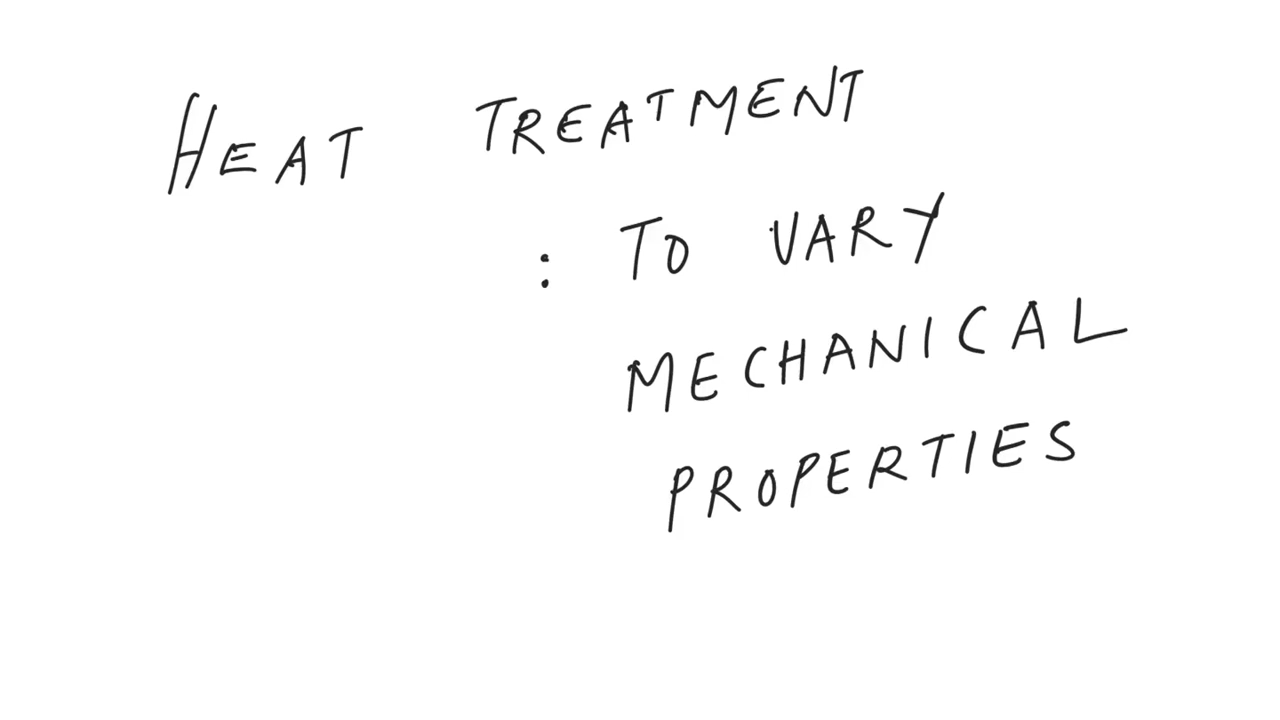 HEAT TREATMENT
: TO VARY
MECHANICAL
PROPERTIES